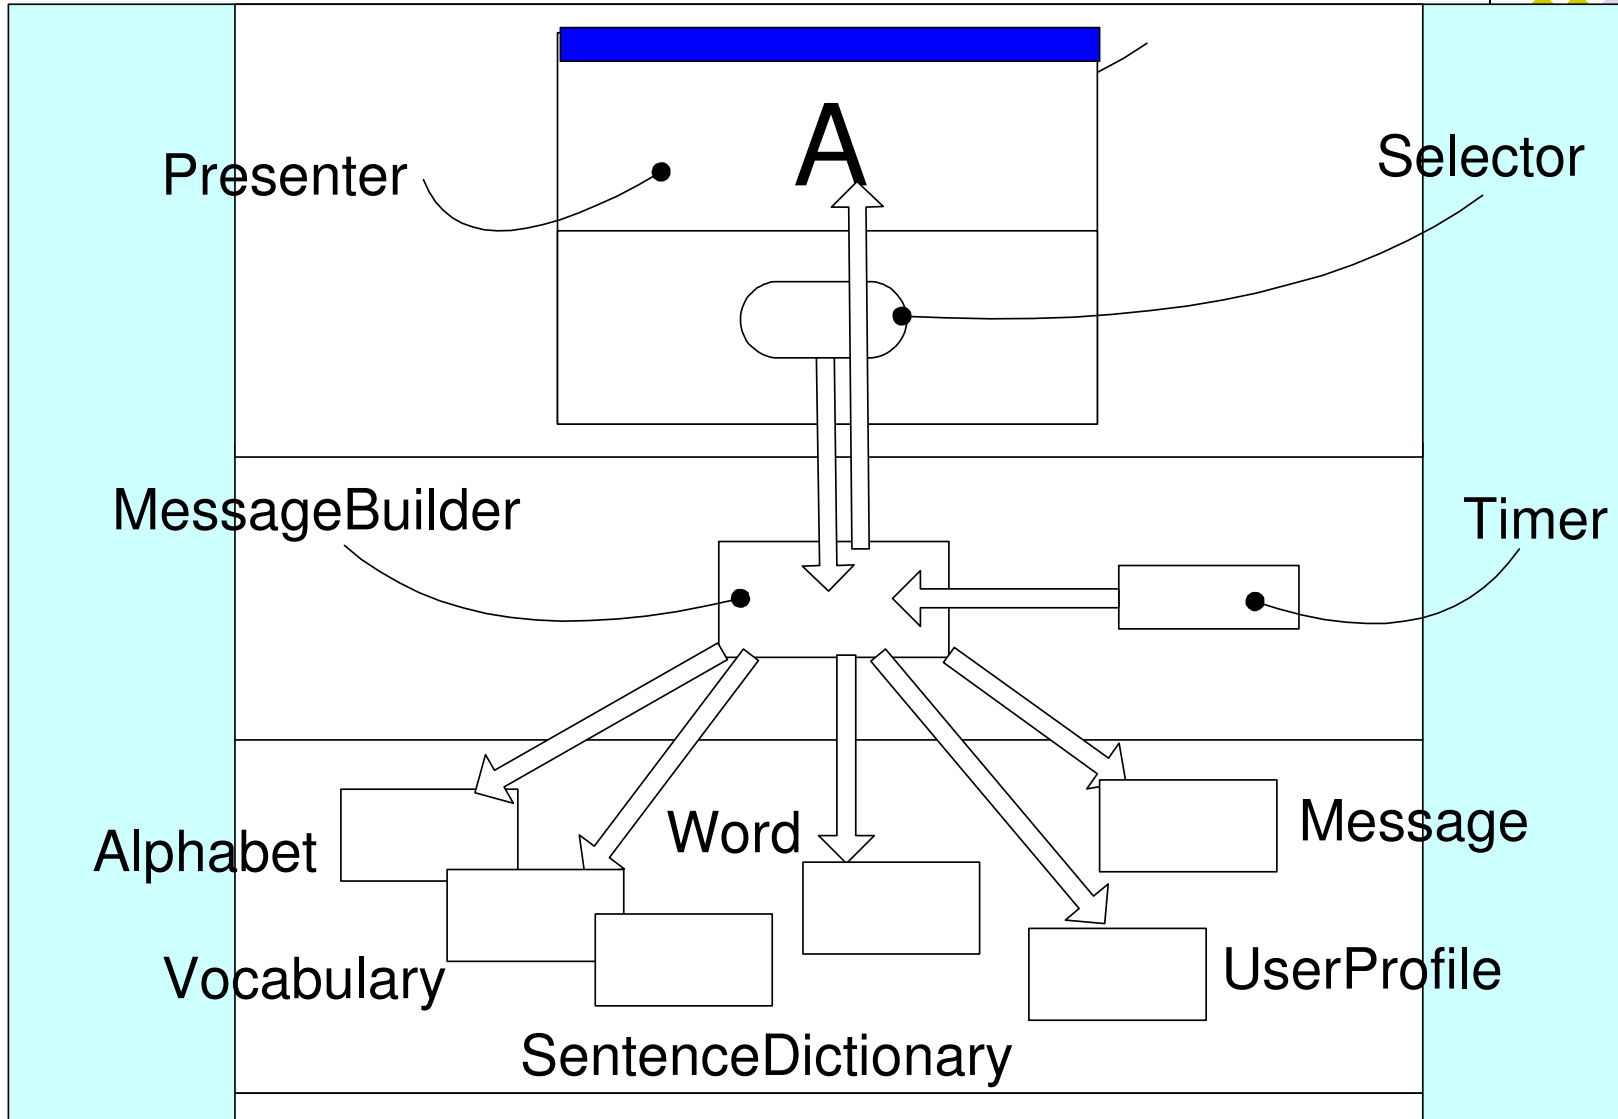 A
Presenter
Selector
MessageBuilder
Timer
Alphabet
Word
Message
Vocabulary
UserProfile
SentenceDictionary